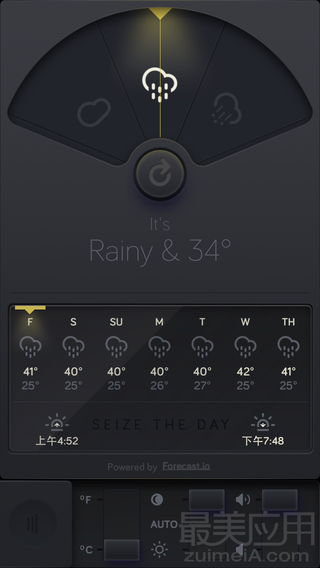 It's
Rainy & 34°
F S SU M T W TH
41° 40° 40° 40° 40° 42° 41°
25° 25° 25° 26° 27° 25° 25°
SEIZE THE DAY
上午4:52 下午7:48
Powered by Forecast.io
°F
AUTO
°C
最美应用
zuimeiA.com